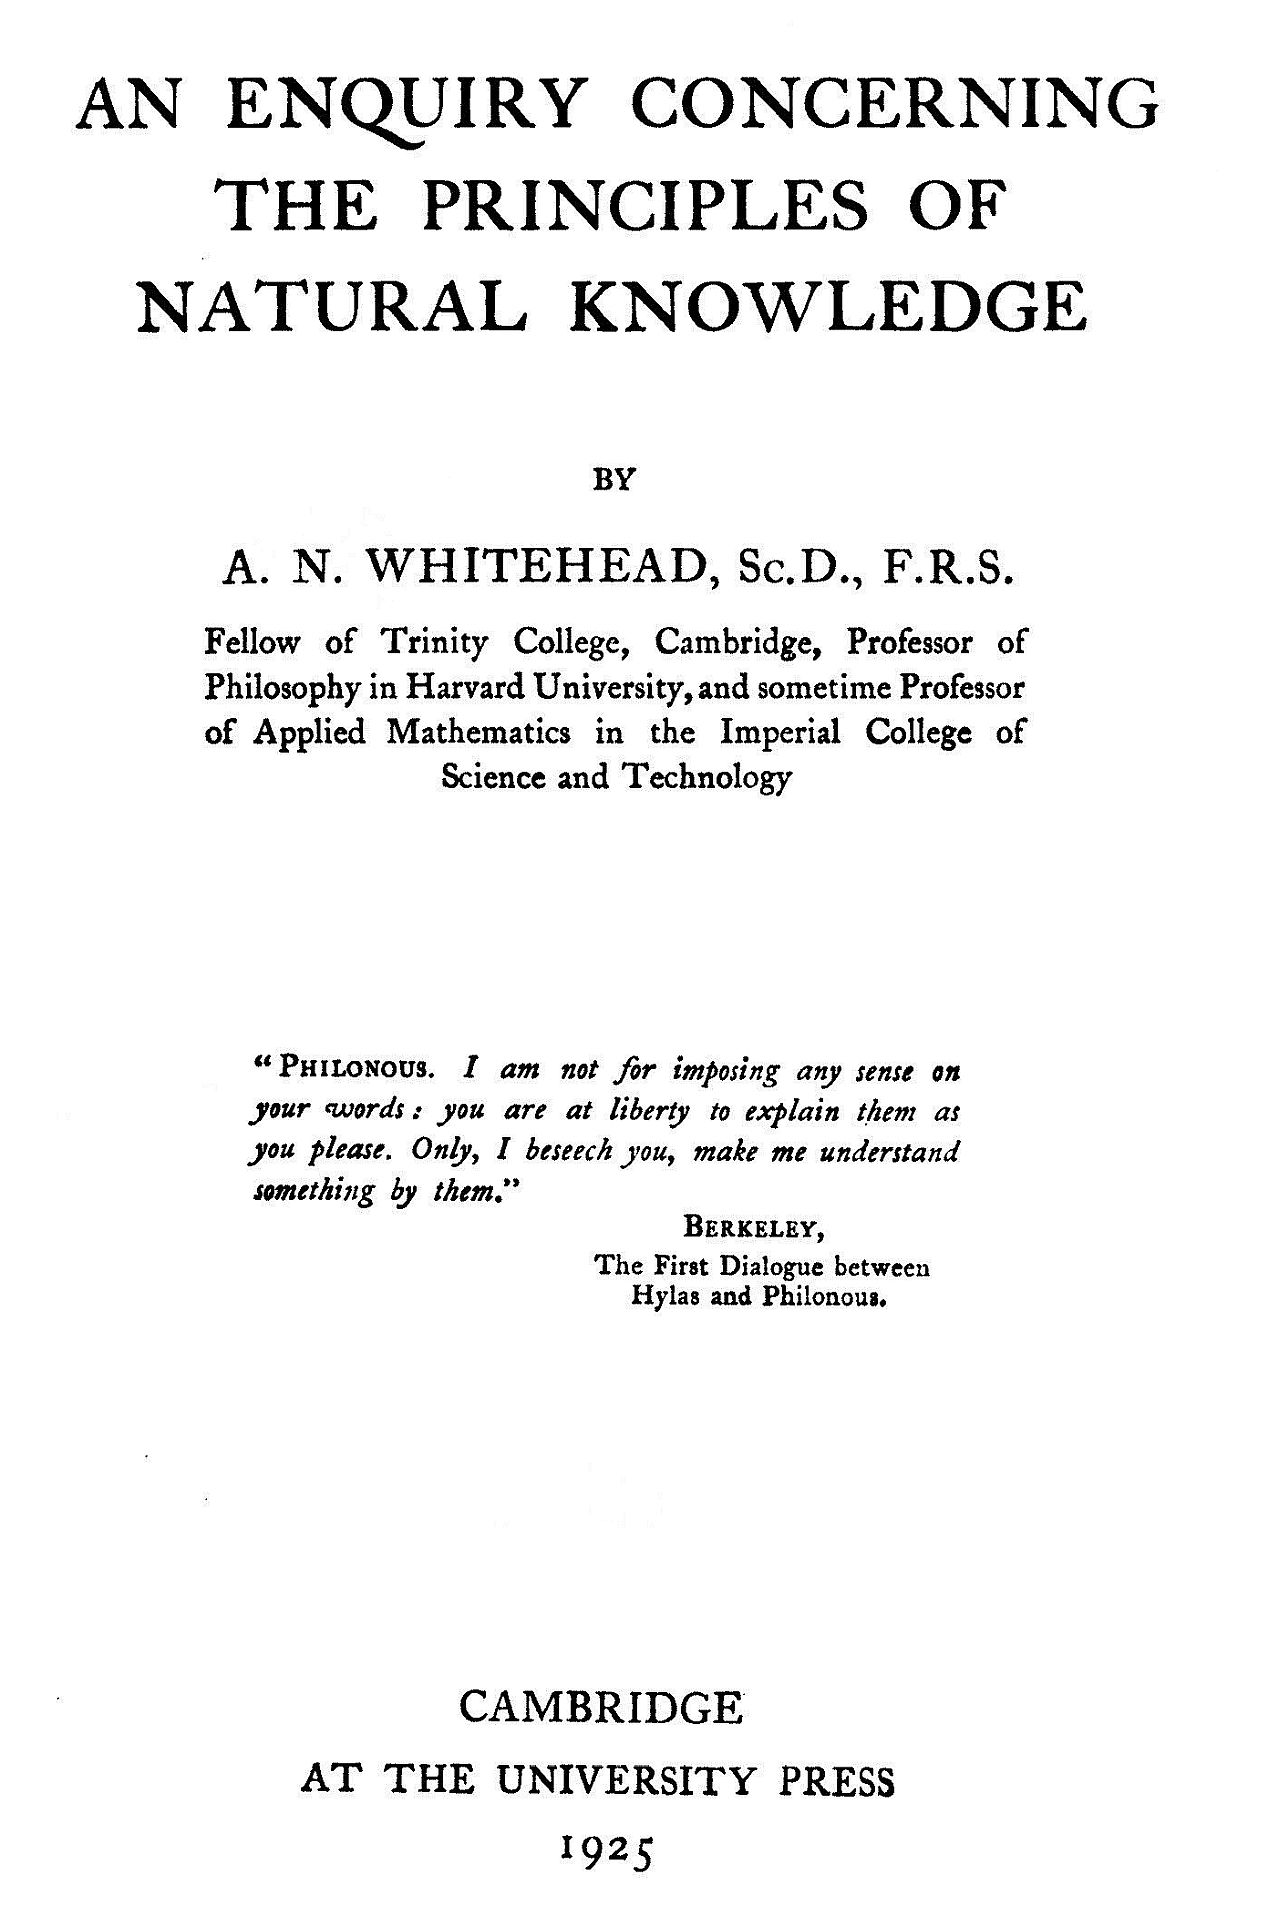 AN ENQUIRY CONCERNING
THE PRINCIPLES OF
NATURAL KNOWLEDGE
BY
A. N. WHITEHEAD, Sc.D., F.R.S.
Fellow of Trinity College, Cambridge, Professor of
Philosophy in Harvard University, and sometime Professor
of Applied Mathematics in the Imperial College of
Science and Technology
“PHILONOUS. I am not for imposing any sense on
your words: you are at liberty to explain them as
you please. Only, I beseech you, make me understand
something by them.”
BERKELEY,
The First Dialogue between
Hylas and Philonous.
CAMBRIDGE
AT THE UNIVERSITY PRESS
1925